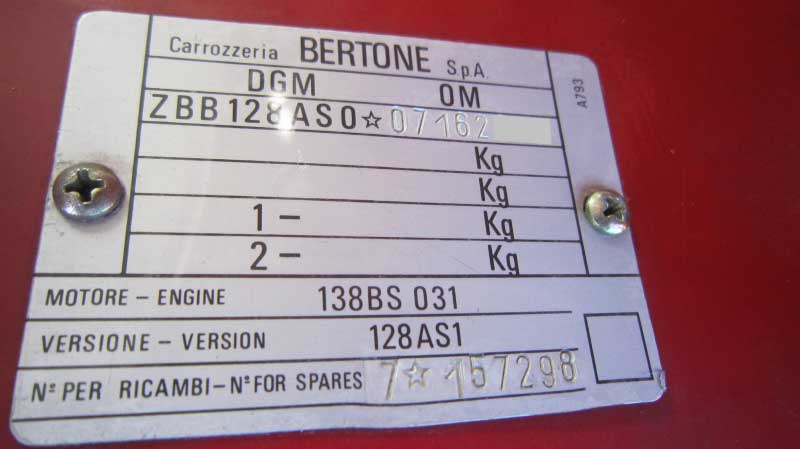 Carrozzeria BERTONE S.p.A.
A793
DGM OM
ZBB128AS0☆07162
Kg
Kg
1 – Kg
2 – Kg
MOTORE – ENGINE 138BS 031
VERSIONE – VERSION 128AS1
Nº PER RICAMBI – Nº FOR SPARES 7☆157298